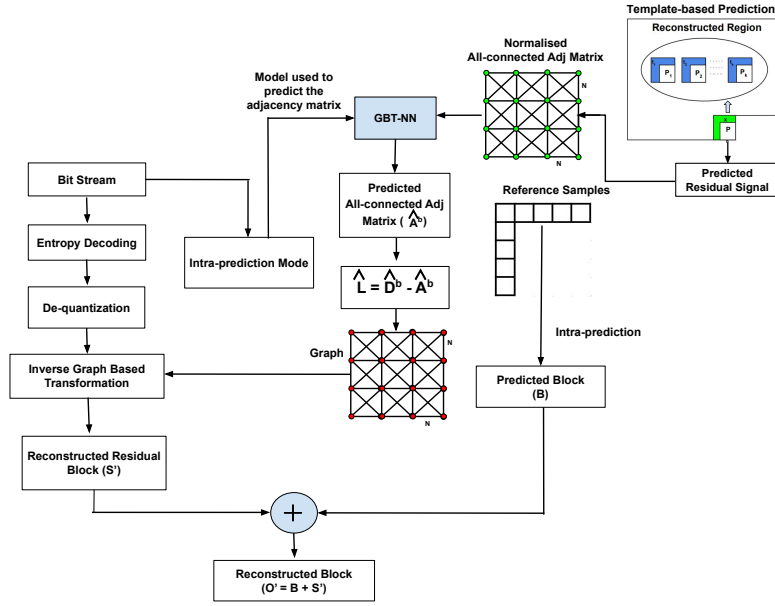 Template-based Prediction
Reconstructed Region
P₁
P₂
P
Predicted
Residual Signal
Normalised
All-connected Adj Matrix
N
N
Model used to
predict the
adjacency matrix
GBT-NN
Bit Stream
Predicted
All-connected Adj
Matrix ( Âᵇ)
Reference Samples
Entropy Decoding
Intra-prediction Mode
L̂ = D̂ᵇ - Âᵇ
De-quantization
Intra-prediction
Graph
N
N
Inverse Graph Based
Transformation
Predicted Block
(B)
Reconstructed Residual
Block (S’)
+
Reconstructed Block
(O’ = B + S’)